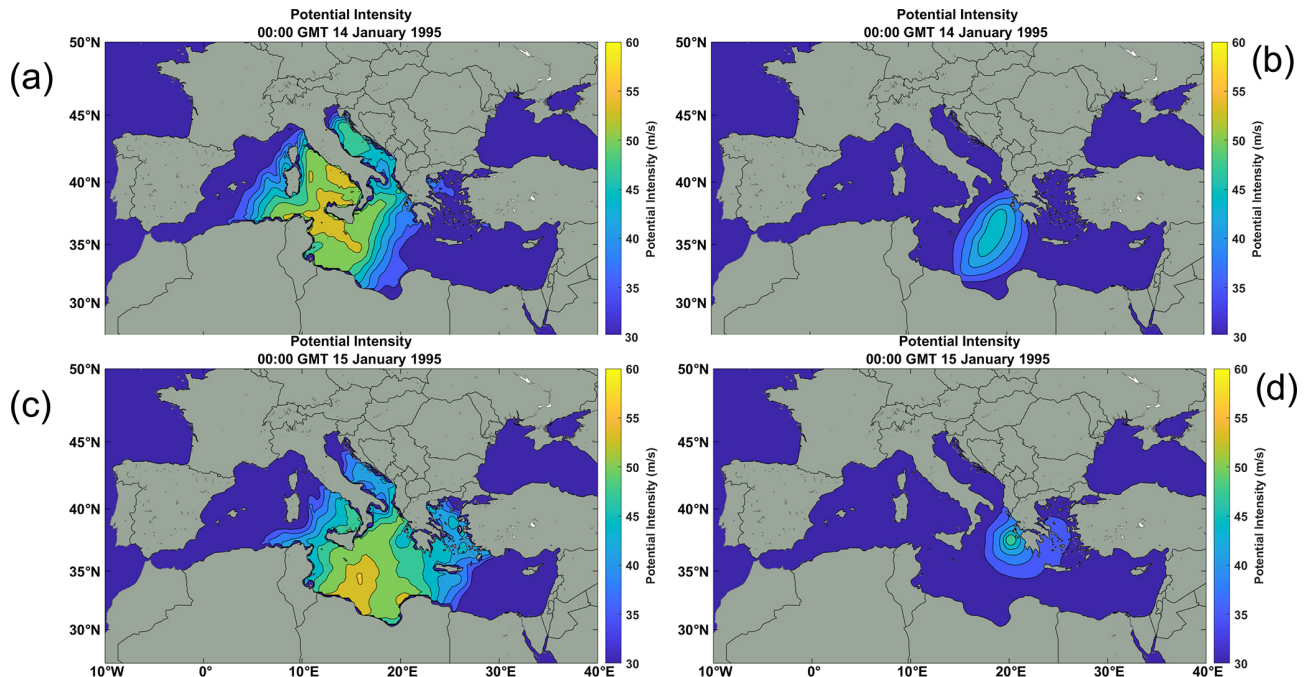 (a)
Potential Intensity
00:00 GMT 14 January 1995
50°N
45°N
40°N
35°N
30°N
60
55
50
45
40
35
30
Potential Intensity (m/s)
(b)
Potential Intensity
00:00 GMT 14 January 1995
50°N
45°N
40°N
35°N
30°N
60
55
50
45
40
35
30
Potential Intensity (m/s)
(c)
Potential Intensity
00:00 GMT 15 January 1995
50°N
45°N
40°N
35°N
30°N
10°W
0°
10°E
20°E
30°E
40°E
60
55
50
45
40
35
30
Potential Intensity (m/s)
(d)
Potential Intensity
00:00 GMT 15 January 1995
50°N
45°N
40°N
35°N
30°N
10°W
0°
10°E
20°E
30°E
40°E
60
55
50
45
40
35
30
Potential Intensity (m/s)